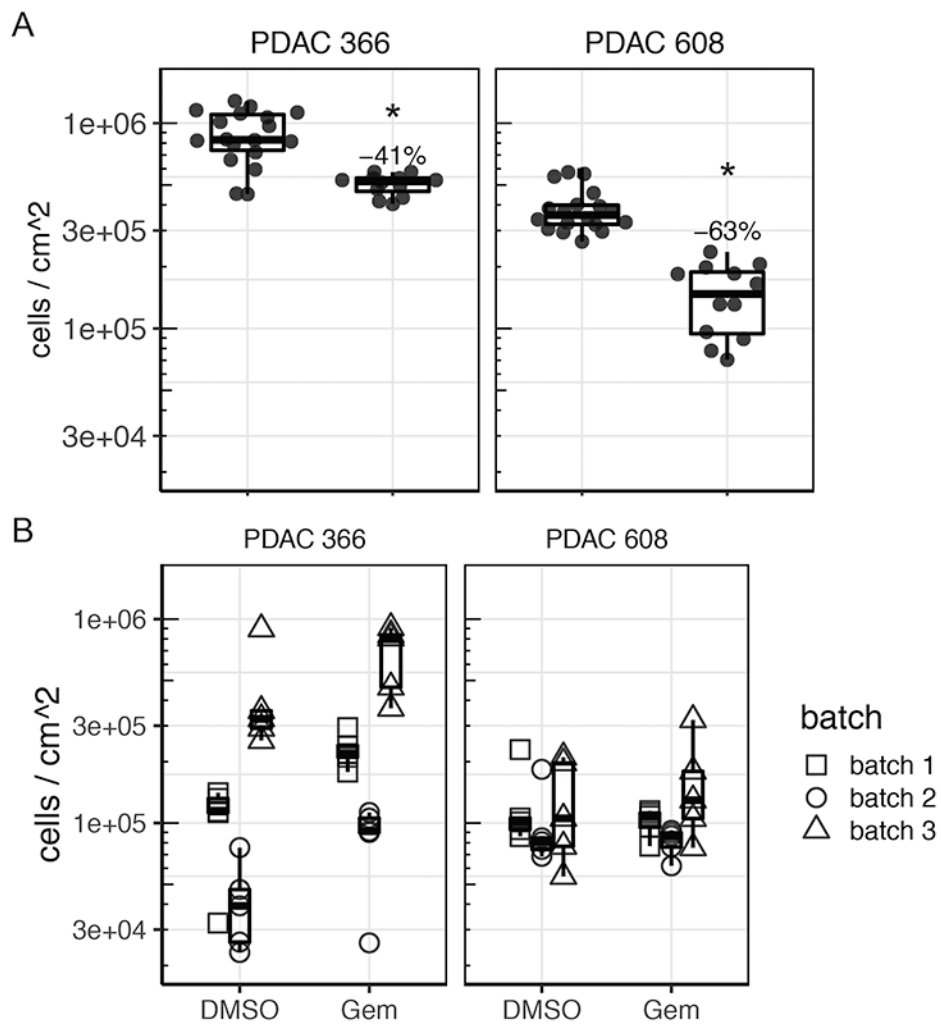 A
PDAC 366
PDAC 608
cells / cm^2
1e+06
3e+05
1e+05
3e+04
*
−41%
*
−63%
B
PDAC 366
PDAC 608
cells / cm^2
1e+06
3e+05
1e+05
3e+04
DMSO
Gem
DMSO
Gem
batch
batch 1
batch 2
batch 3